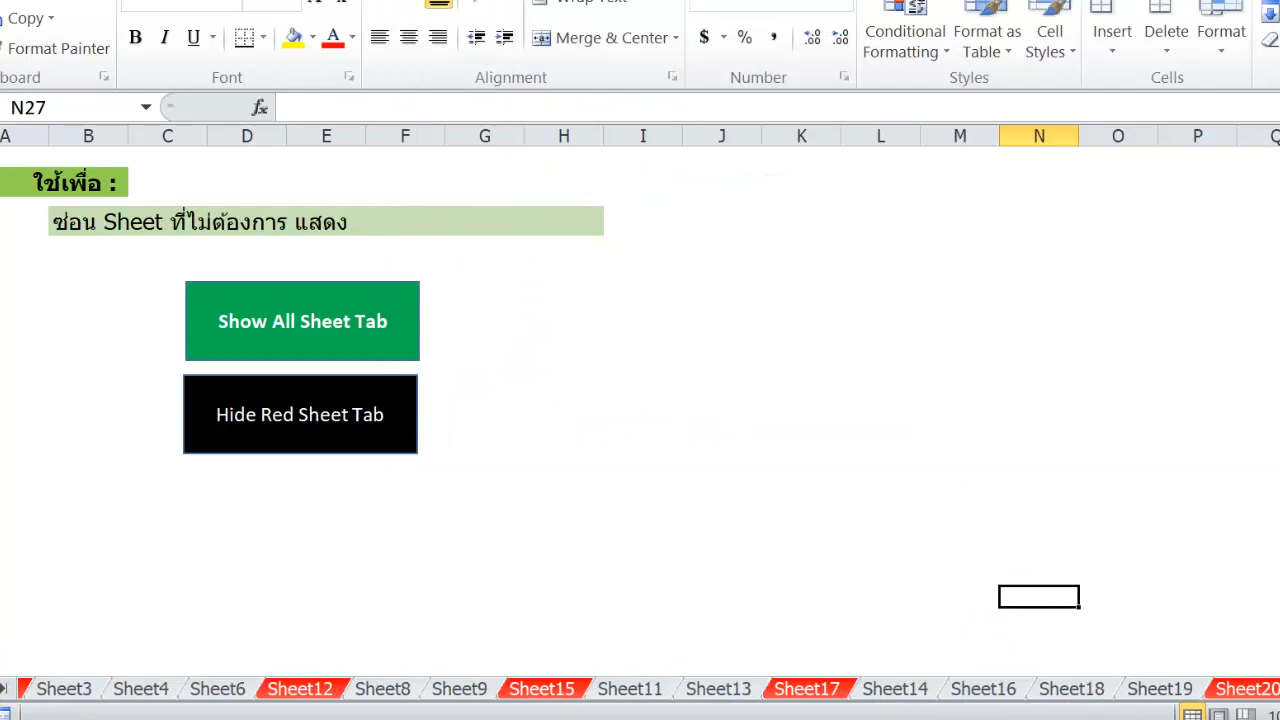 Copy
Format Painter
board
Font
Alignment
Merge & Center
$ % ,
Number
Conditional Formatting
Format as Table
Cell Styles
Styles
Insert
Delete
Format
Cells
B I U
A
N27
fx
A B C D E F G H I J K L M N O P Q
ใช้เพื่อ :
ซ่อน Sheet ที่ไม่ต้องการ แสดง
Show All Sheet Tab
Hide Red Sheet Tab
Sheet3 Sheet4 Sheet6 Sheet12 Sheet8 Sheet9 Sheet15 Sheet11 Sheet13 Sheet17 Sheet14 Sheet16 Sheet18 Sheet19 Sheet20